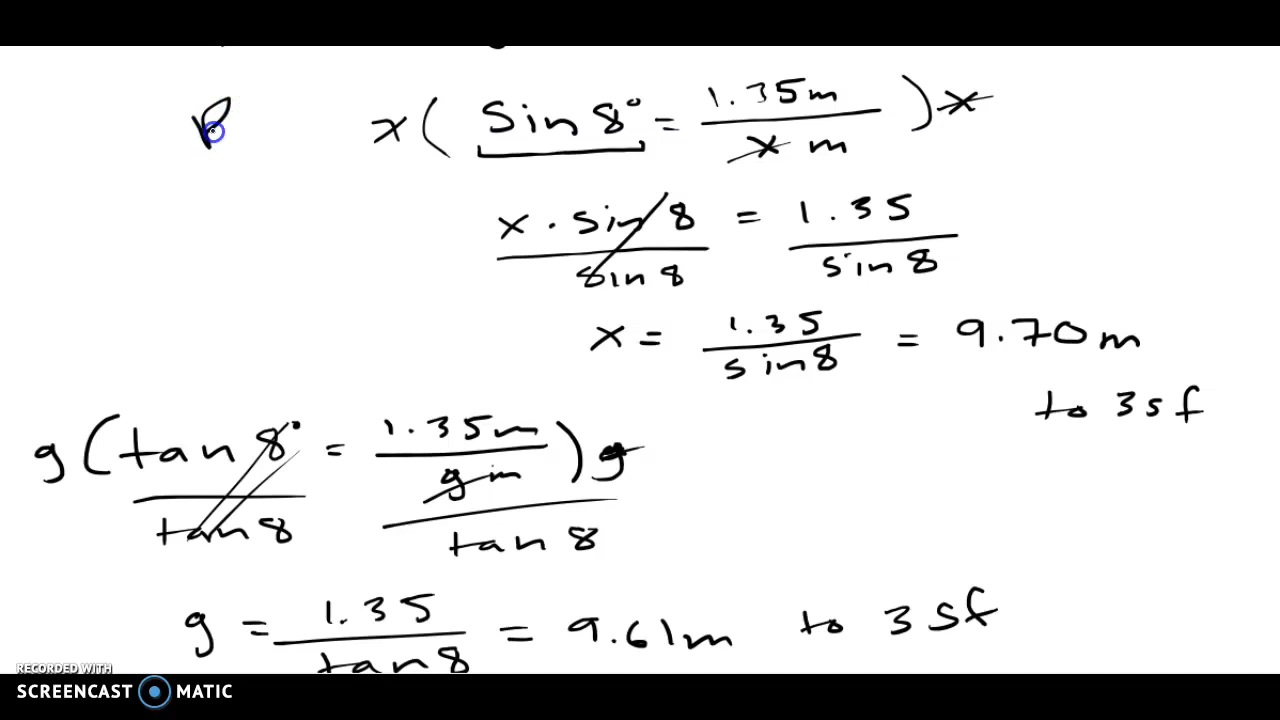 x ( sin 8° = 1.35m / x m ) x
x · sin 8 / sin 8 = 1.35 / sin 8
x = 1.35 / sin 8 = 9.70 m
to 3 sf
g ( tan 8° = 1.35m / g m ) g
tan 8 tan 8
g = 1.35 / tan 8 = 9.61m to 3 sf
RECORDED WITH
SCREENCAST MATIC